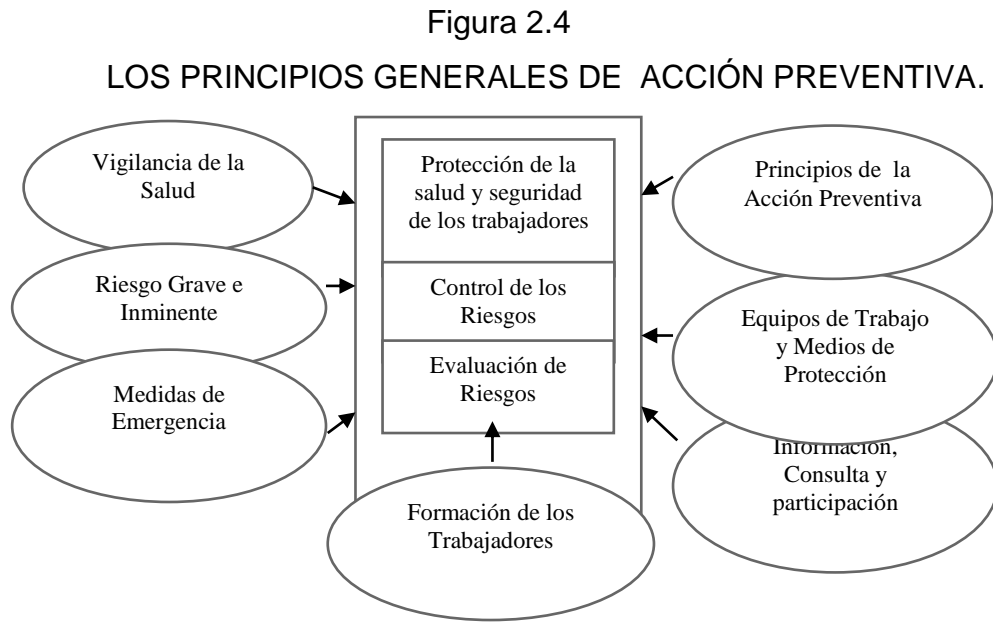 Figura 2.4
LOS PRINCIPIOS GENERALES DE ACCIÓN PREVENTIVA.
Vigilancia de la
Salud
Riesgo Grave e
Inminente
Medidas de
Emergencia
Protección de la
salud y seguridad
de los trabajadores
Control de los
Riesgos
Evaluación de
Riesgos
Formación de los
Trabajadores
Principios de la
Acción Preventiva
Equipos de Trabajo
y Medios de
Protección
Información,
Consulta y
participación